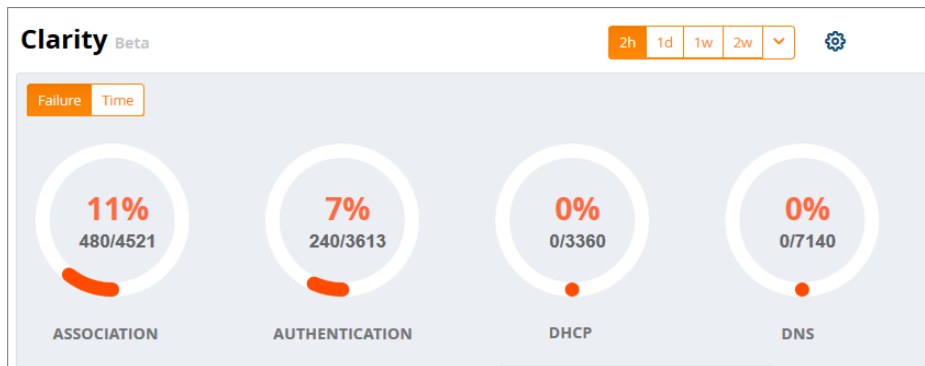 Clarity Beta
2h 1d 1w 2w
Failure Time
11% 7% 0% 0%
480/4521 240/3613 0/3360 0/7140
ASSOCIATION AUTHENTICATION DHCP DNS